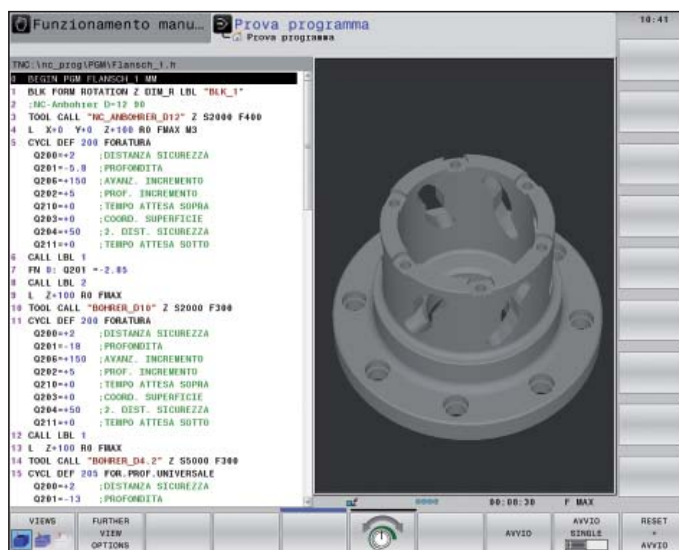 Funzionamento manu…
Prova programma
Prova programma
10:41
TNC:\nc_prog\PGM\Flansch_1.h
0 BEGIN PGM FLANSCH_1 MM
1 BLK FORM ROTATION Z DIM_R LBL "BLK_1"
2 ;NC-Anbohrer D=12 90
3 TOOL CALL "NC_ANBOHRER_D12" Z S2000 F400
4 L X+0 Y+0 Z+100 R0 FMAX M3
5 CYCL DEF 200 FORATURA
Q200=+2 ;DISTANZA SICUREZZA
Q201=-5.8 ;PROFONDITA
Q206=+150 ;AVANZ. INCREMENTO
Q202=+5 ;PROF. INCREMENTO
Q210=+0 ;TEMPO ATTESA SOPRA
Q203=+0 ;COORD. SUPERFICIE
Q204=+50 ;2. DIST. SICUREZZA
Q211=+0 ;TEMPO ATTESA SOTTO
6 CALL LBL 1
7 FN 0: Q201 =-2.85
8 CALL LBL 2
9 L Z+100 R0 FMAX
10 TOOL CALL "BOHRER_D10" Z S2000 F300
11 CYCL DEF 200 FORATURA
Q200=+2 ;DISTANZA SICUREZZA
Q201=-18 ;PROFONDITA
Q206=+150 ;AVANZ. INCREMENTO
Q202=+5 ;PROF. INCREMENTO
Q210=+0 ;TEMPO ATTESA SOPRA
Q203=+0 ;COORD. SUPERFICIE
Q204=+50 ;2. DIST. SICUREZZA
Q211=+0 ;TEMPO ATTESA SOTTO
12 CALL LBL 1
13 L Z+100 R0 FMAX
14 TOOL CALL "BOHRER_D4.2" Z S5000 F300
15 CYCL DEF 205 FOR.PROF.UNIVERSALE
Q200=+2 ;DISTANZA SICUREZZA
Q201=-13 ;PROFONDITA
00:08:30 F MAX
VIEWS
FURTHER VIEW OPTIONS
AVVIO
AVVIO SINGLE
RESET + AVVIO